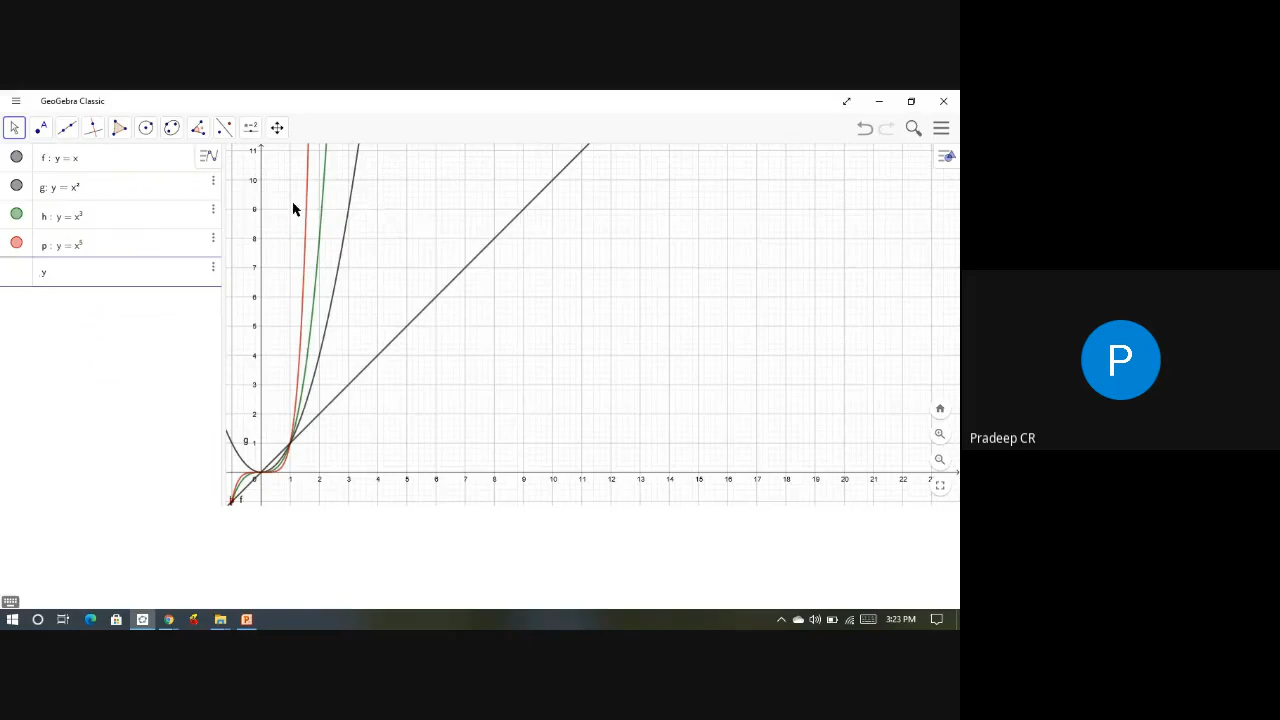 GeoGebra Classic
A
a=2
N
f : y = x
g: y = x²
h : y = x³
p : y = x⁵
y
11
10
9
8
7
6
5
4
3
2
1
g
0 1 2 3 4 5 6 7 8 9 10 11 12 13 14 15 16 17 18 19 20 21 22
f
P
Pradeep CR
P
3:23 PM